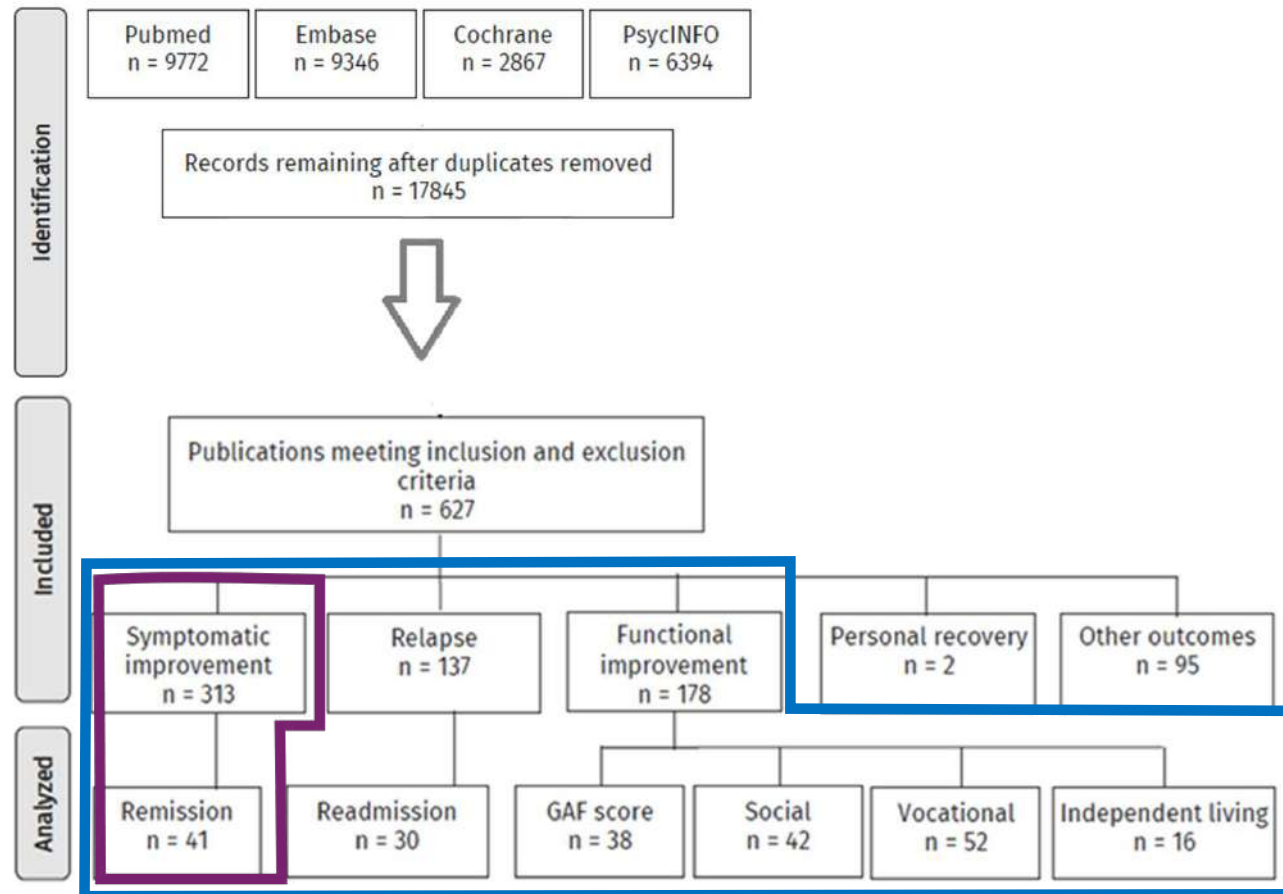 Identification
Pubmed
n = 9772
Embase
n = 9346
Cochrane
n = 2867
PsycINFO
n = 6394
Records remaining after duplicates removed
n = 17845
Included
Publications meeting inclusion and exclusion
criteria
n = 627
Symptomatic
improvement
n = 313
Relapse
n = 137
Functional
improvement
n = 178
Personal recovery
n = 2
Other outcomes
n = 95
Analyzed
Remission
n = 41
Readmission
n = 30
GAF score
n = 38
Social
n = 42
Vocational
n = 52
Independent living
n = 16